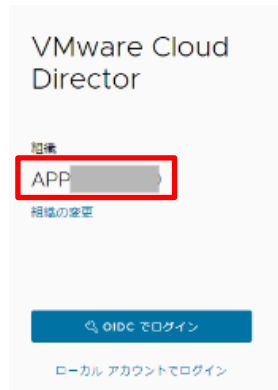 VMware Cloud
Director
組織
APP
組織の変更
OIDC でログイン
ローカル アカウントでログイン